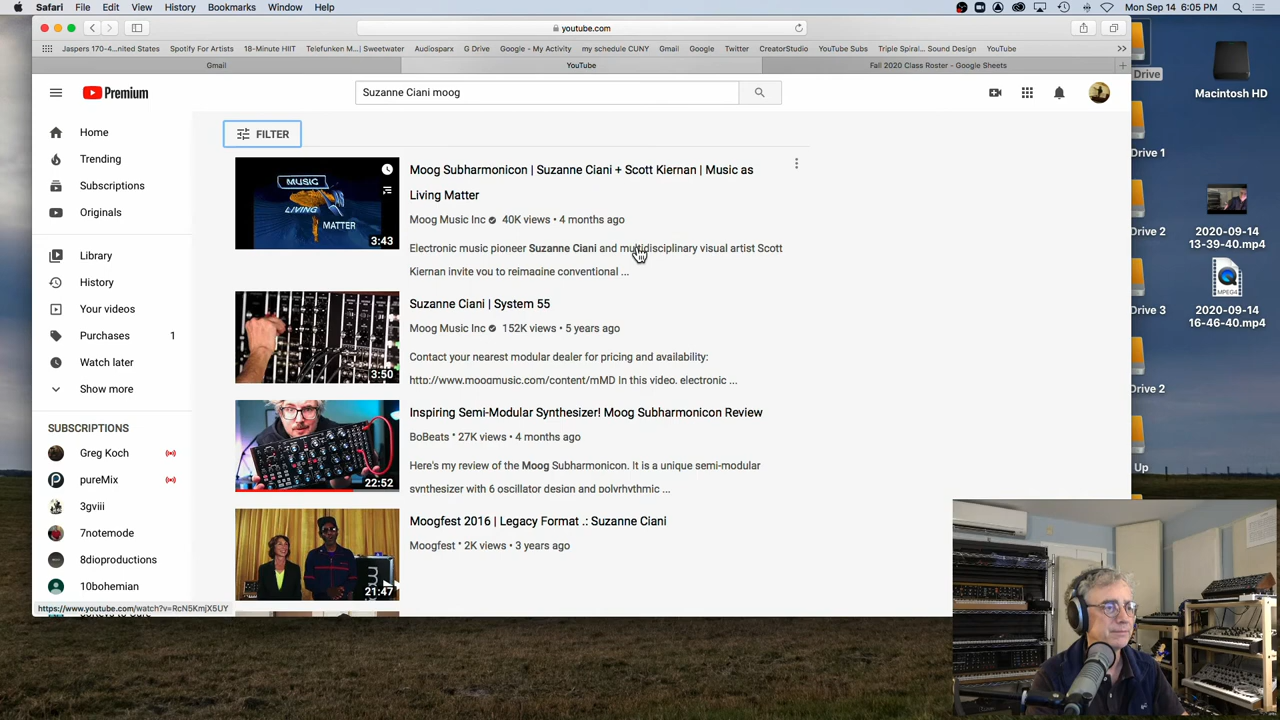 Safari File Edit View History Bookmarks Window Help
Mon Sep 14 6:05 PM
youtube.com
Jaspers 170-4...nited States Spotify For Artists 18-Minute HIIT Telefunken M...| Sweetwater Audiosparx G Drive Google - My Activity my schedule CUNY Gmail Google Twitter CreatorStudio YouTube Subs Triple Spiral... Sound Design YouTube
Gmail YouTube Fall 2020 Class Roster – Google Sheets
Drive
Macintosh HD
Premium
Suzanne Ciani moog
Home
Trending
Subscriptions
Originals
Library
History
Your videos
Purchases 1
Watch later
Show more
SUBSCRIPTIONS
Greg Koch
pureMix
3gviii
7notemode
8dioproductions
10bohemian
https://www.youtube.com/watch?v=RcN5KmjX5UY
FILTER
MUSIC
LIVING
MATTER
3:43
Moog Subharmonicon | Suzanne Ciani + Scott Kiernan | Music as
Living Matter
Moog Music Inc 40K views • 4 months ago
Electronic music pioneer Suzanne Ciani and multidisciplinary visual artist Scott
Kiernan invite you to reimagine conventional ...
3:50
Suzanne Ciani | System 55
Moog Music Inc 152K views • 5 years ago
Contact your nearest modular dealer for pricing and availability:
http://www.moogmusic.com/content/mMD In this video, electronic ...
22:52
Inspiring Semi-Modular Synthesizer! Moog Subharmonicon Review
BoBeats • 27K views • 4 months ago
Here's my review of the Moog Subharmonicon. It is a unique semi-modular
synthesizer with 6 oscillator design and polyrhythmic ...
21:47
Moogfest 2016 | Legacy Format .: Suzanne Ciani
Moogfest • 2K views • 3 years ago
Drive 1
Drive 2
Drive 3
Drive 2
Up
2020-09-14
13-39-40.mp4
MPEG4
2020-09-14
16-46-40.mp4